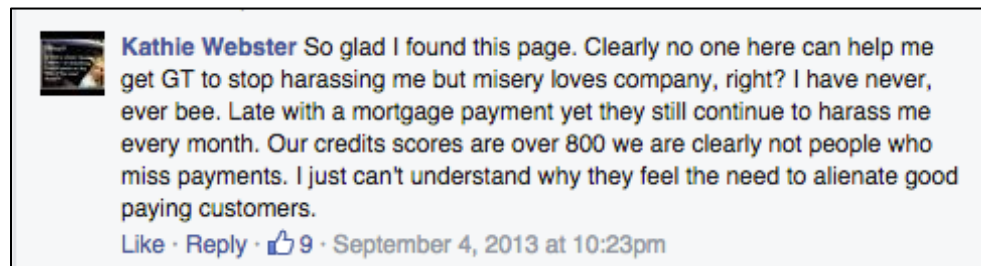 Kathie Webster So glad I found this page. Clearly no one here can help me
get GT to stop harassing me but misery loves company, right? I have never,
ever bee. Late with a mortgage payment yet they still continue to harass me
every month. Our credits scores are over 800 we are clearly not people who
miss payments. I just can't understand why they feel the need to alienate good
paying customers.
Like · Reply · 9 · September 4, 2013 at 10:23pm